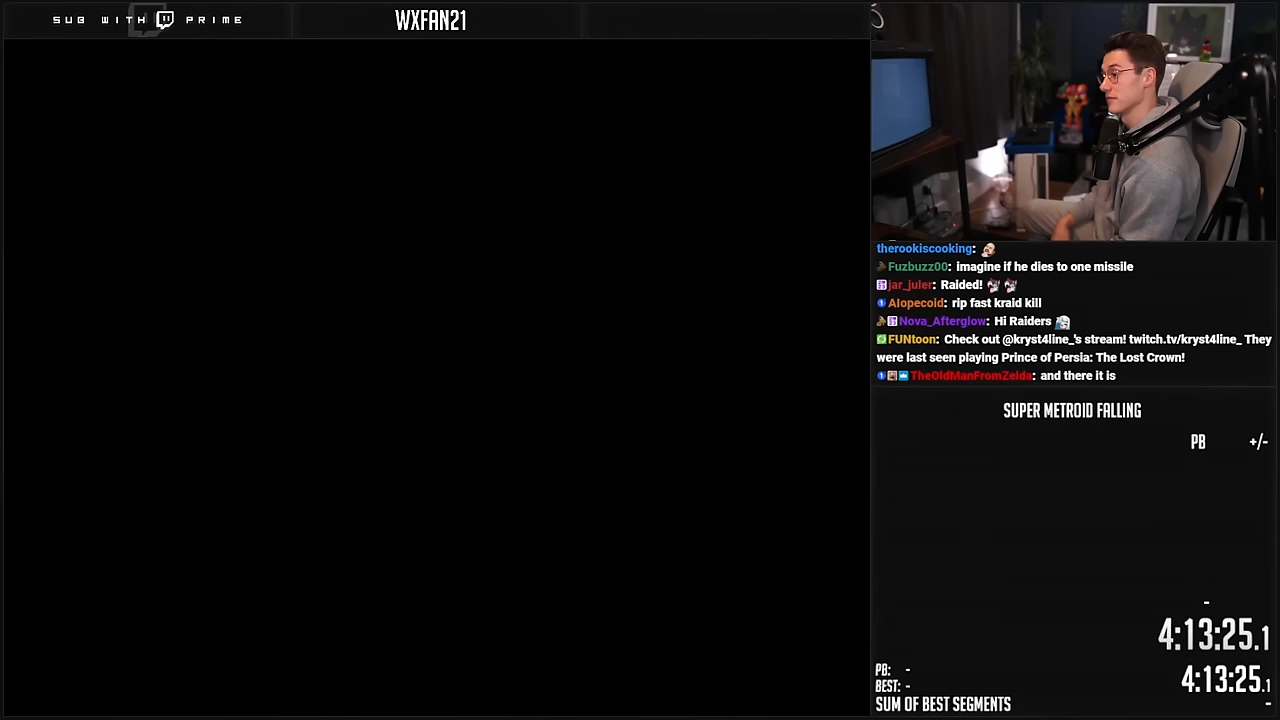 SUB WITH PRIME
WXFAN21
therookiscooking:
Fuzbuzz00: imagine if he dies to one missile
jar_juler: Raided!
Alopecoid: rip fast kraid kill
Nova_Afterglow: Hi Raiders
FUNtoon: Check out @kryst4line_'s stream! twitch.tv/kryst4line_ They
were last seen playing Prince of Persia: The Lost Crown!
TheOldManFromZelda: and there it is
SUPER METROID FALLING
PB +/-
-
4:13:25.1
PB: -
4:13:25.1
BEST: -
SUM OF BEST SEGMENTS -